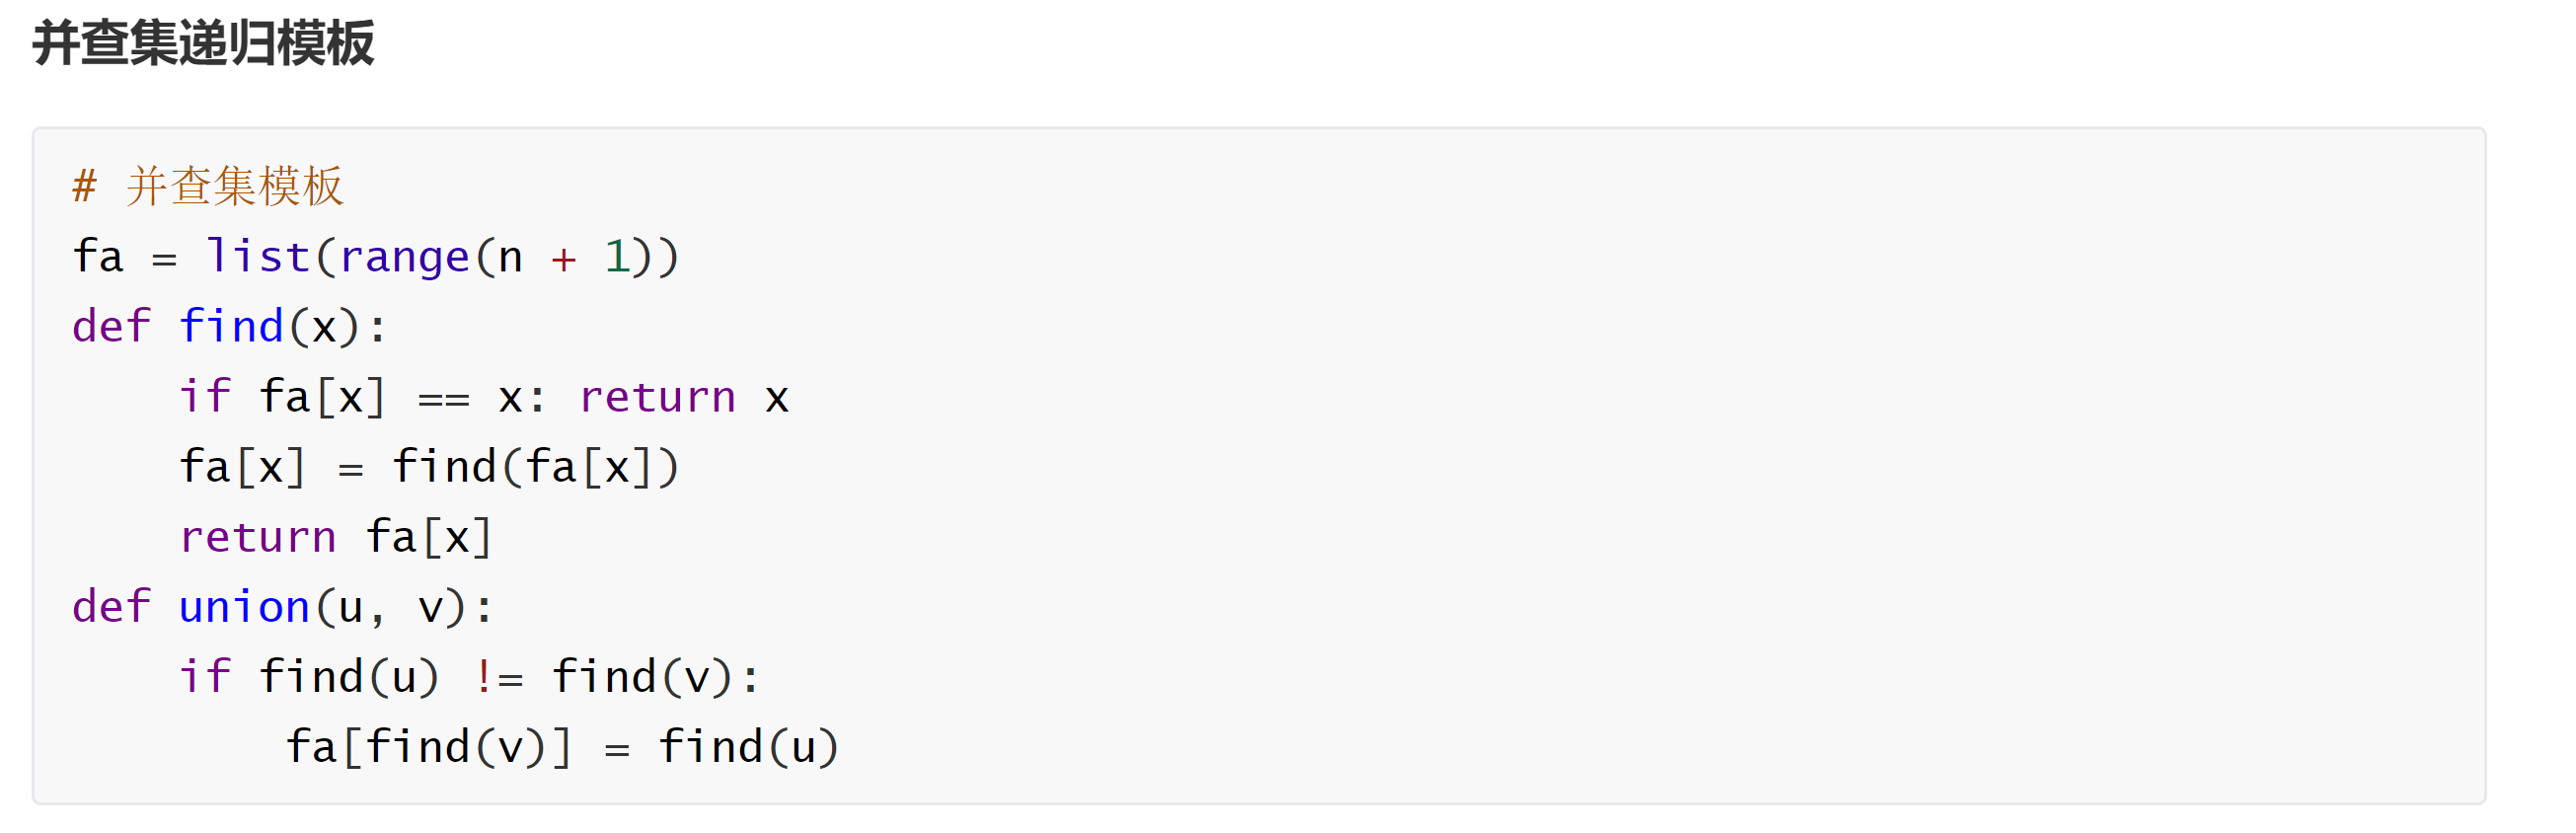 并查集递归模板
# 并查集模板
fa = list(range(n + 1))
def find(x):
    if fa[x] == x: return x
    fa[x] = find(fa[x])
    return fa[x]
def union(u, v):
    if find(u) != find(v):
        fa[find(v)] = find(u)